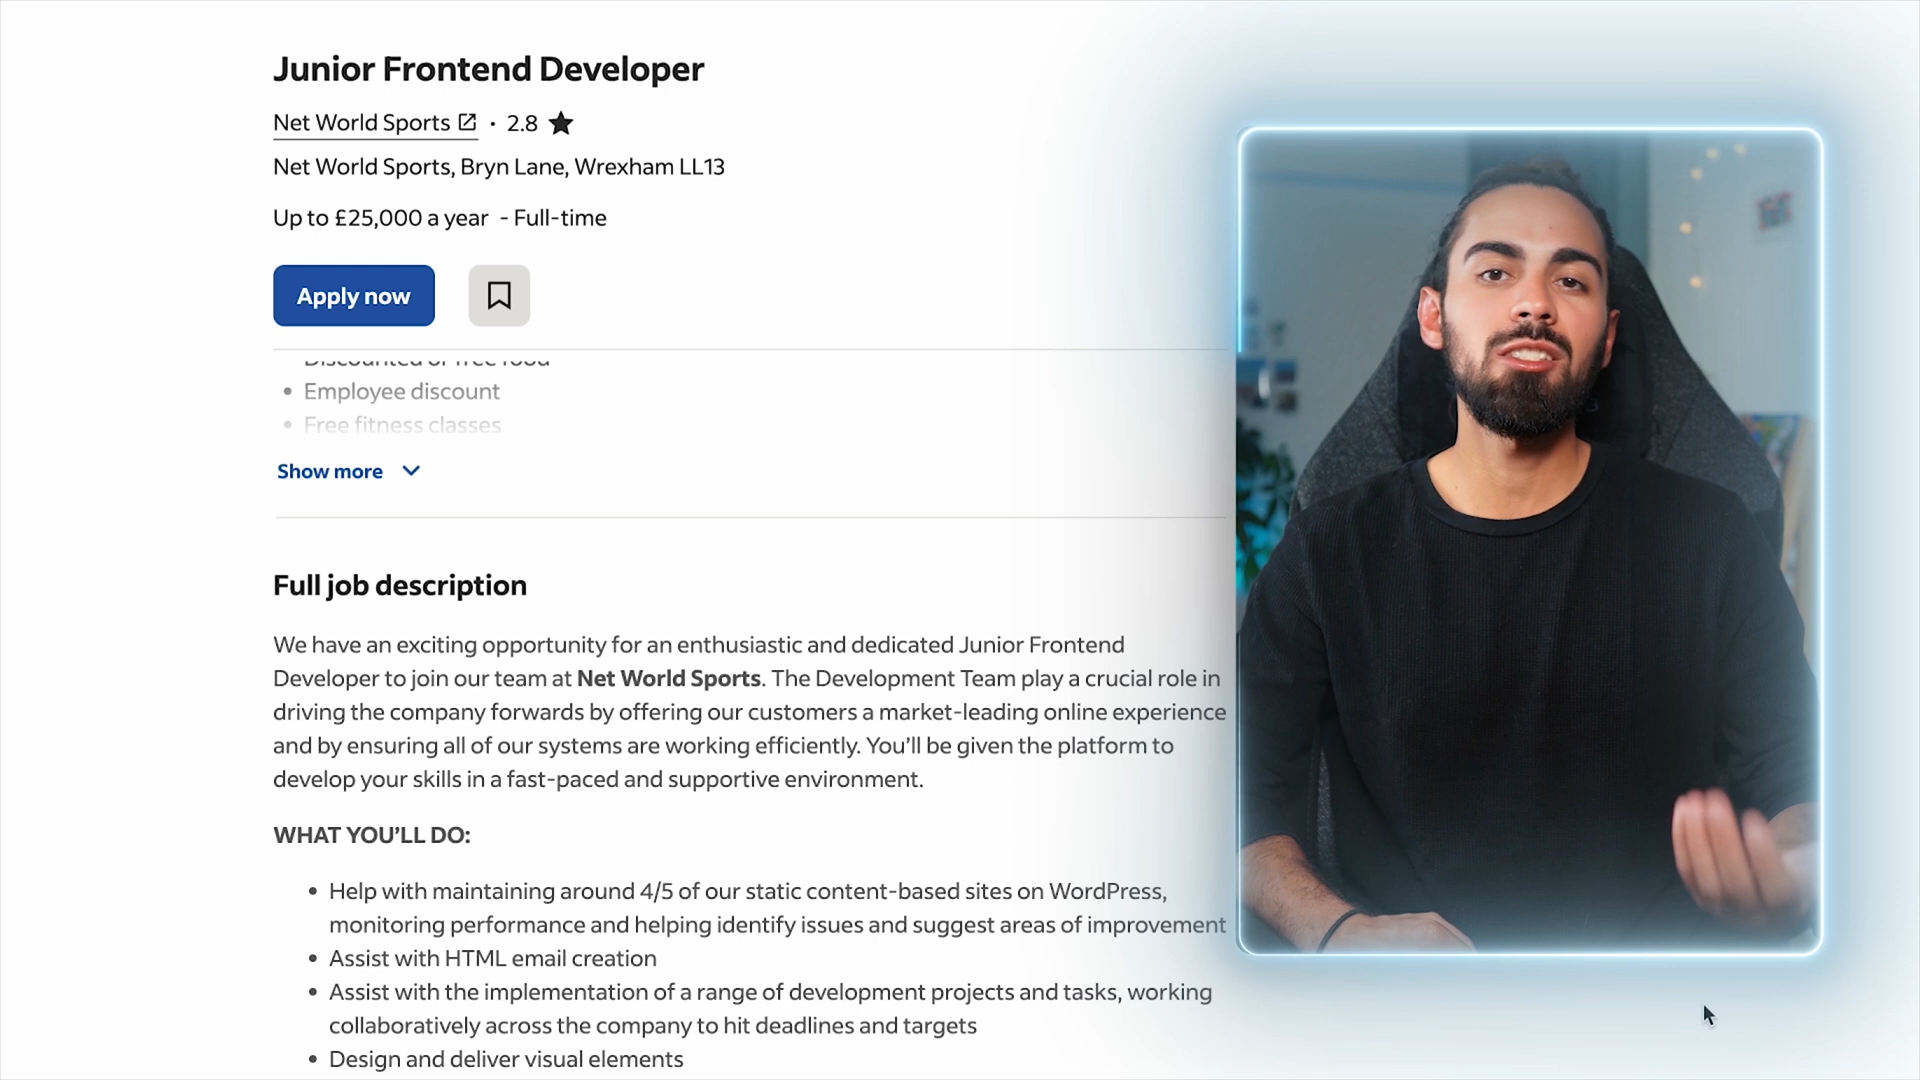 Junior Frontend Developer
Net World Sports · 2.8
Net World Sports, Bryn Lane, Wrexham LL13
Up to £25,000 a year - Full-time
Apply now
Discounted or free food
• Employee discount
• Free fitness classes
Show more
Full job description
We have an exciting opportunity for an enthusiastic and dedicated Junior Frontend
Developer to join our team at Net World Sports. The Development Team play a crucial role in
driving the company forwards by offering our customers a market-leading online experience
and by ensuring all of our systems are working efficiently. You’ll be given the platform to
develop your skills in a fast-paced and supportive environment.
WHAT YOU’LL DO:
• Help with maintaining around 4/5 of our static content-based sites on WordPress,
monitoring performance and helping identify issues and suggest areas of improvement
• Assist with HTML email creation
• Assist with the implementation of a range of development projects and tasks, working
collaboratively across the company to hit deadlines and targets
• Design and deliver visual elements